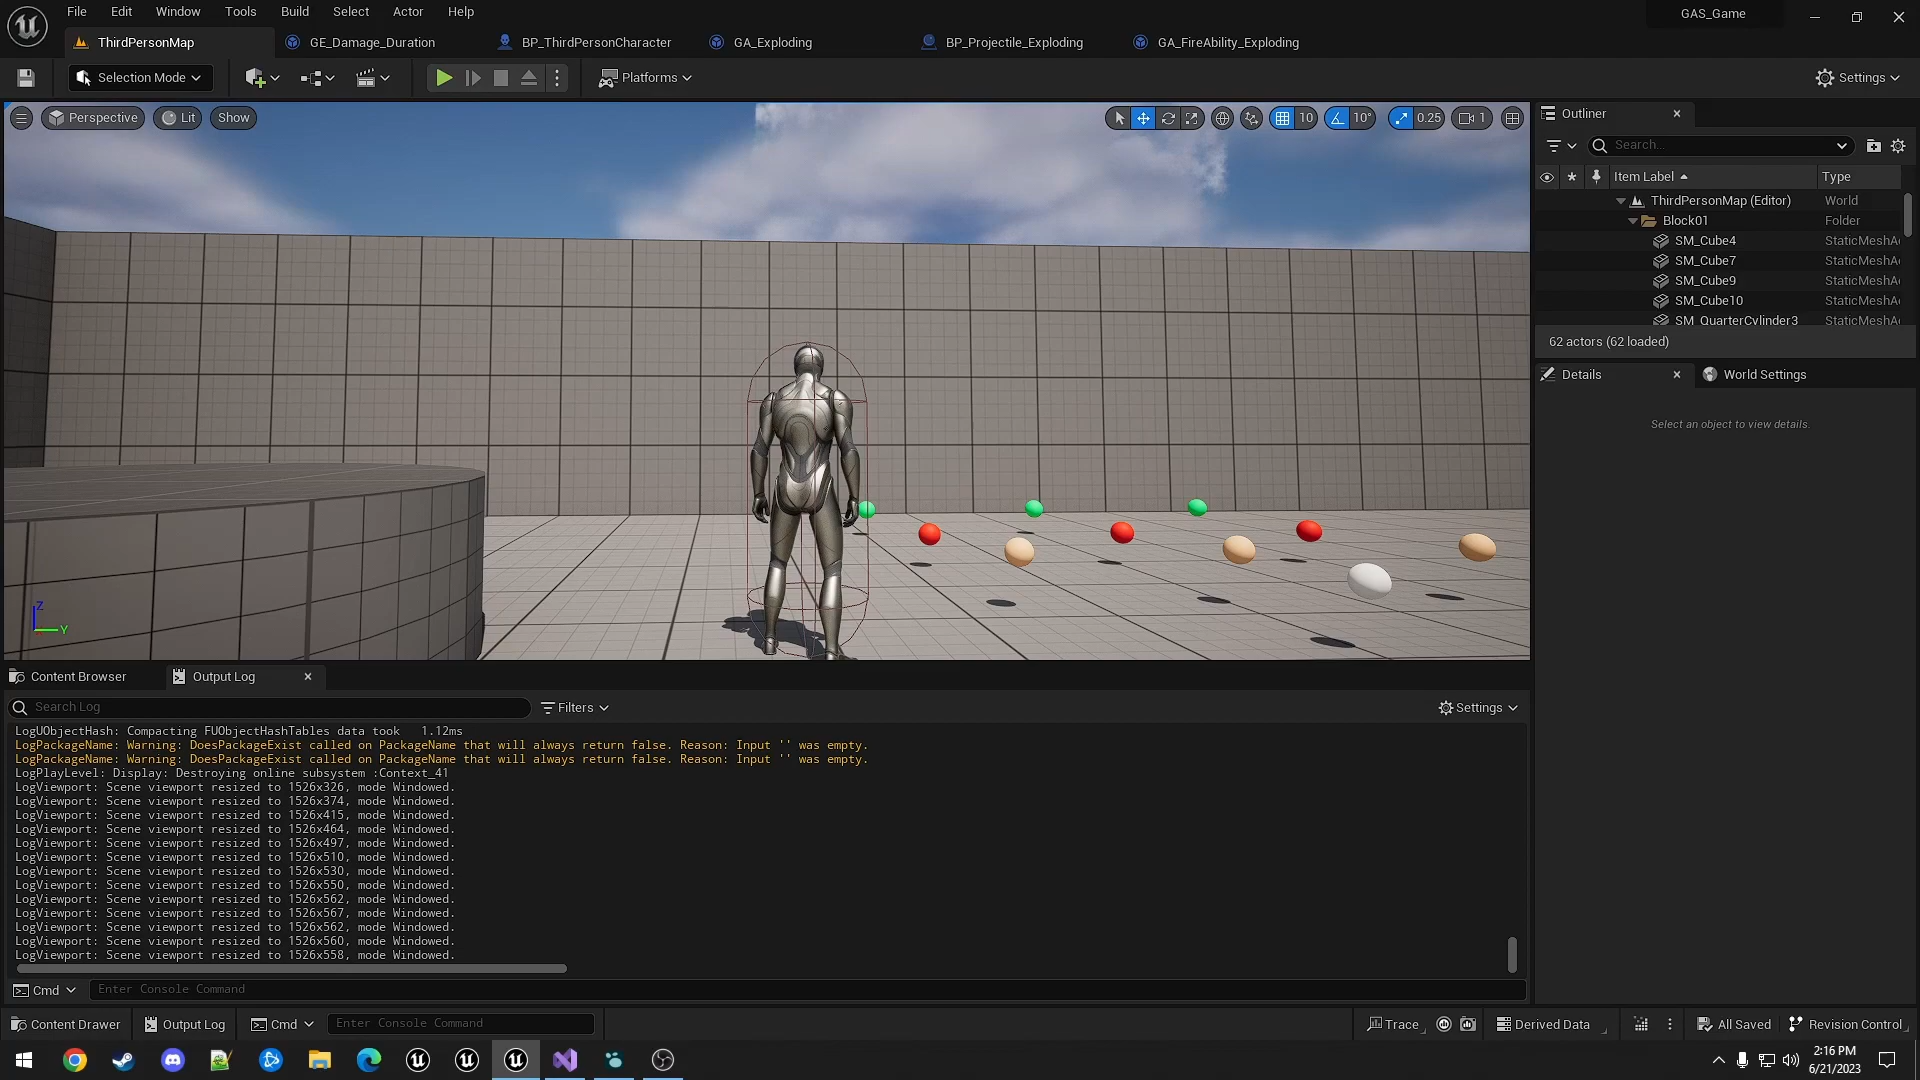 File Edit Window Tools Build Select Actor Help
GAS_Game
ThirdPersonMap
GE_Damage_Duration
BP_ThirdPersonCharacter
GA_Exploding
BP_Projectile_Exploding
GA_FireAbility_Exploding
Selection Mode
Platforms
Settings
Perspective
Lit
Show
10
10°
0.25
1
Outliner
Search...
Item Label
Type
ThirdPersonMap (Editor) World
Block01 Folder
SM_Cube4 StaticMeshA
SM_Cube7 StaticMeshA
SM_Cube9 StaticMeshA
SM_Cube10 StaticMeshA
SM_QuarterCylinder3 StaticMeshA
62 actors (62 loaded)
Details
World Settings
Select an object to view details.
Z
Y
Content Browser
Output Log
Search Log
Filters
Settings
LogUObjectHash: Compacting FUObjectHashTables data took   1.12ms
LogPackageName: Warning: DoesPackageExist called on PackageName that will always return false. Reason: Input '' was empty.
LogPackageName: Warning: DoesPackageExist called on PackageName that will always return false. Reason: Input '' was empty.
LogPlayLevel: Display: Destroying online subsystem :Context_41
LogViewport: Scene viewport resized to 1526x326, mode Windowed.
LogViewport: Scene viewport resized to 1526x374, mode Windowed.
LogViewport: Scene viewport resized to 1526x415, mode Windowed.
LogViewport: Scene viewport resized to 1526x464, mode Windowed.
LogViewport: Scene viewport resized to 1526x497, mode Windowed.
LogViewport: Scene viewport resized to 1526x510, mode Windowed.
LogViewport: Scene viewport resized to 1526x530, mode Windowed.
LogViewport: Scene viewport resized to 1526x550, mode Windowed.
LogViewport: Scene viewport resized to 1526x562, mode Windowed.
LogViewport: Scene viewport resized to 1526x567, mode Windowed.
LogViewport: Scene viewport resized to 1526x562, mode Windowed.
LogViewport: Scene viewport resized to 1526x560, mode Windowed.
LogViewport: Scene viewport resized to 1526x558, mode Windowed.
Cmd
Enter Console Command
Content Drawer
Output Log
Cmd
Enter Console Command
Trace
Derived Data
All Saved
Revision Control
2:16 PM
6/21/2023